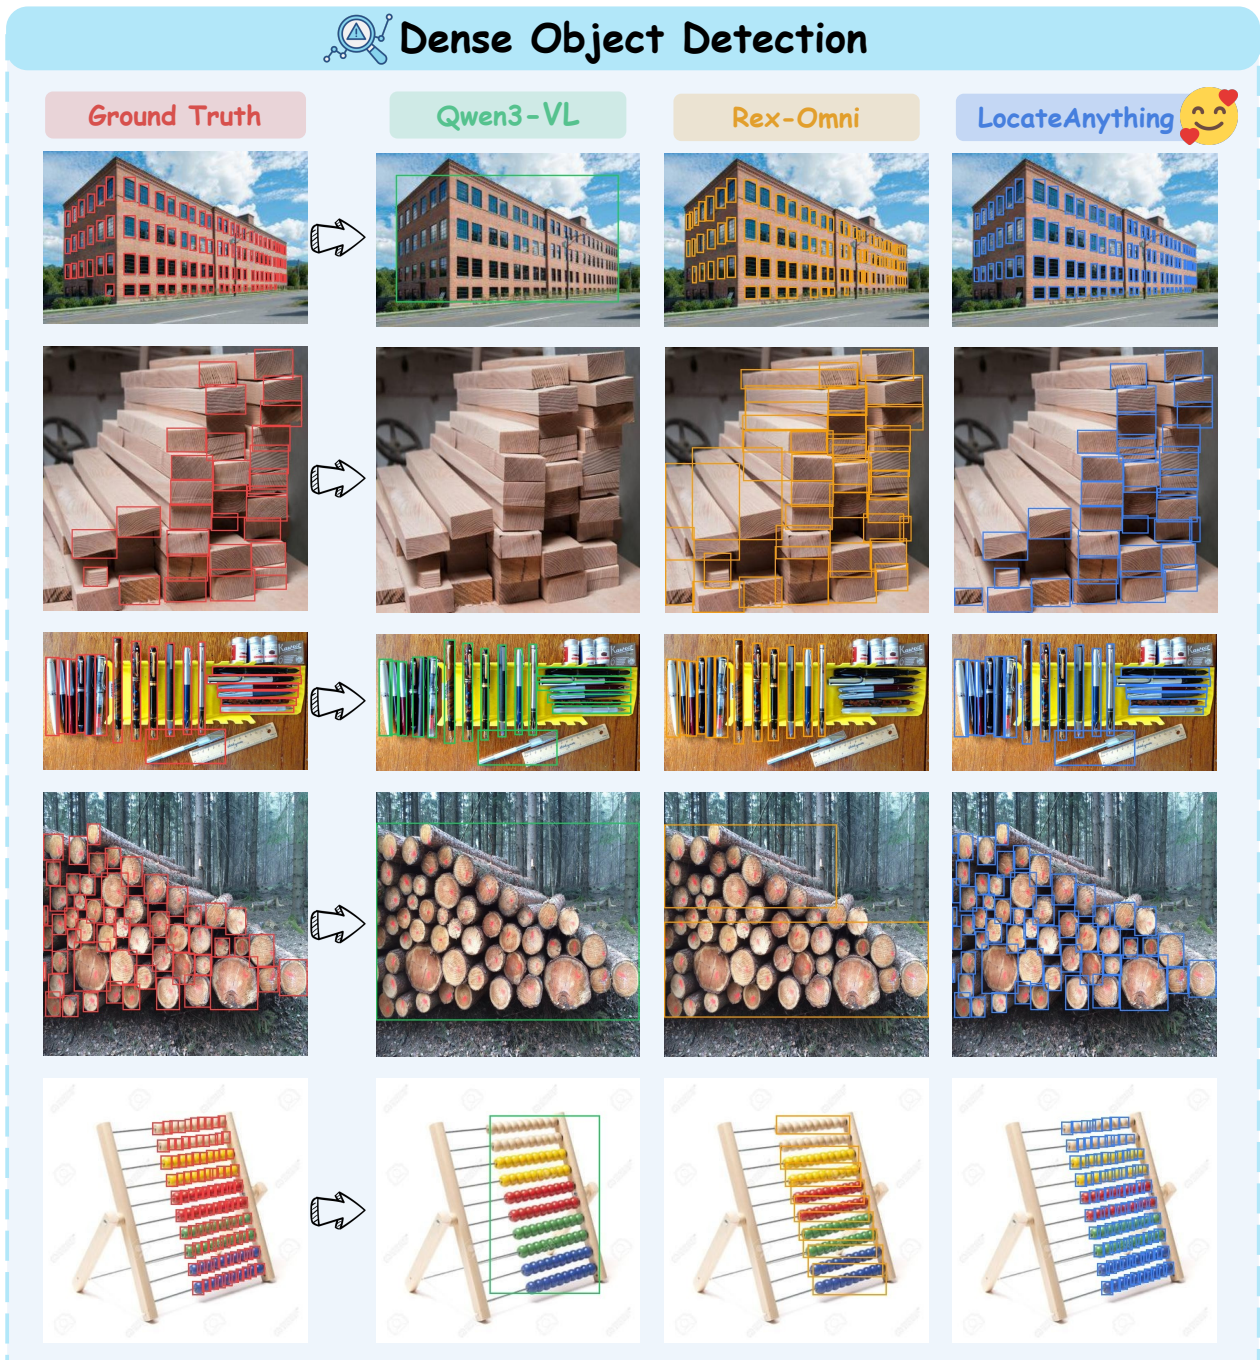 Dense Object Detection
Ground Truth
Qwen3-VL
Rex-Omni
LocateAnything